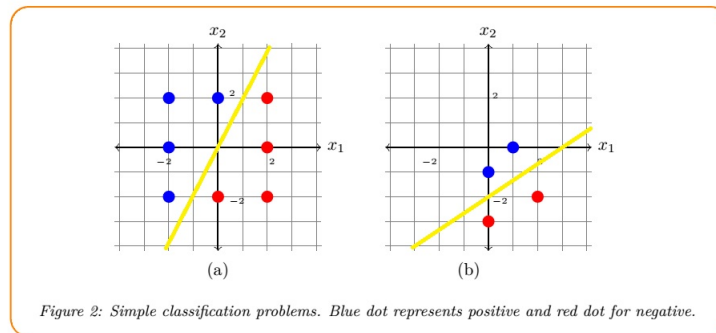 x₂
x₂
2
2
x₁
x₁
−2
2
−2
2
−2
−2
(a)
(b)
Figure 2: Simple classification problems. Blue dot represents positive and red dot for negative.